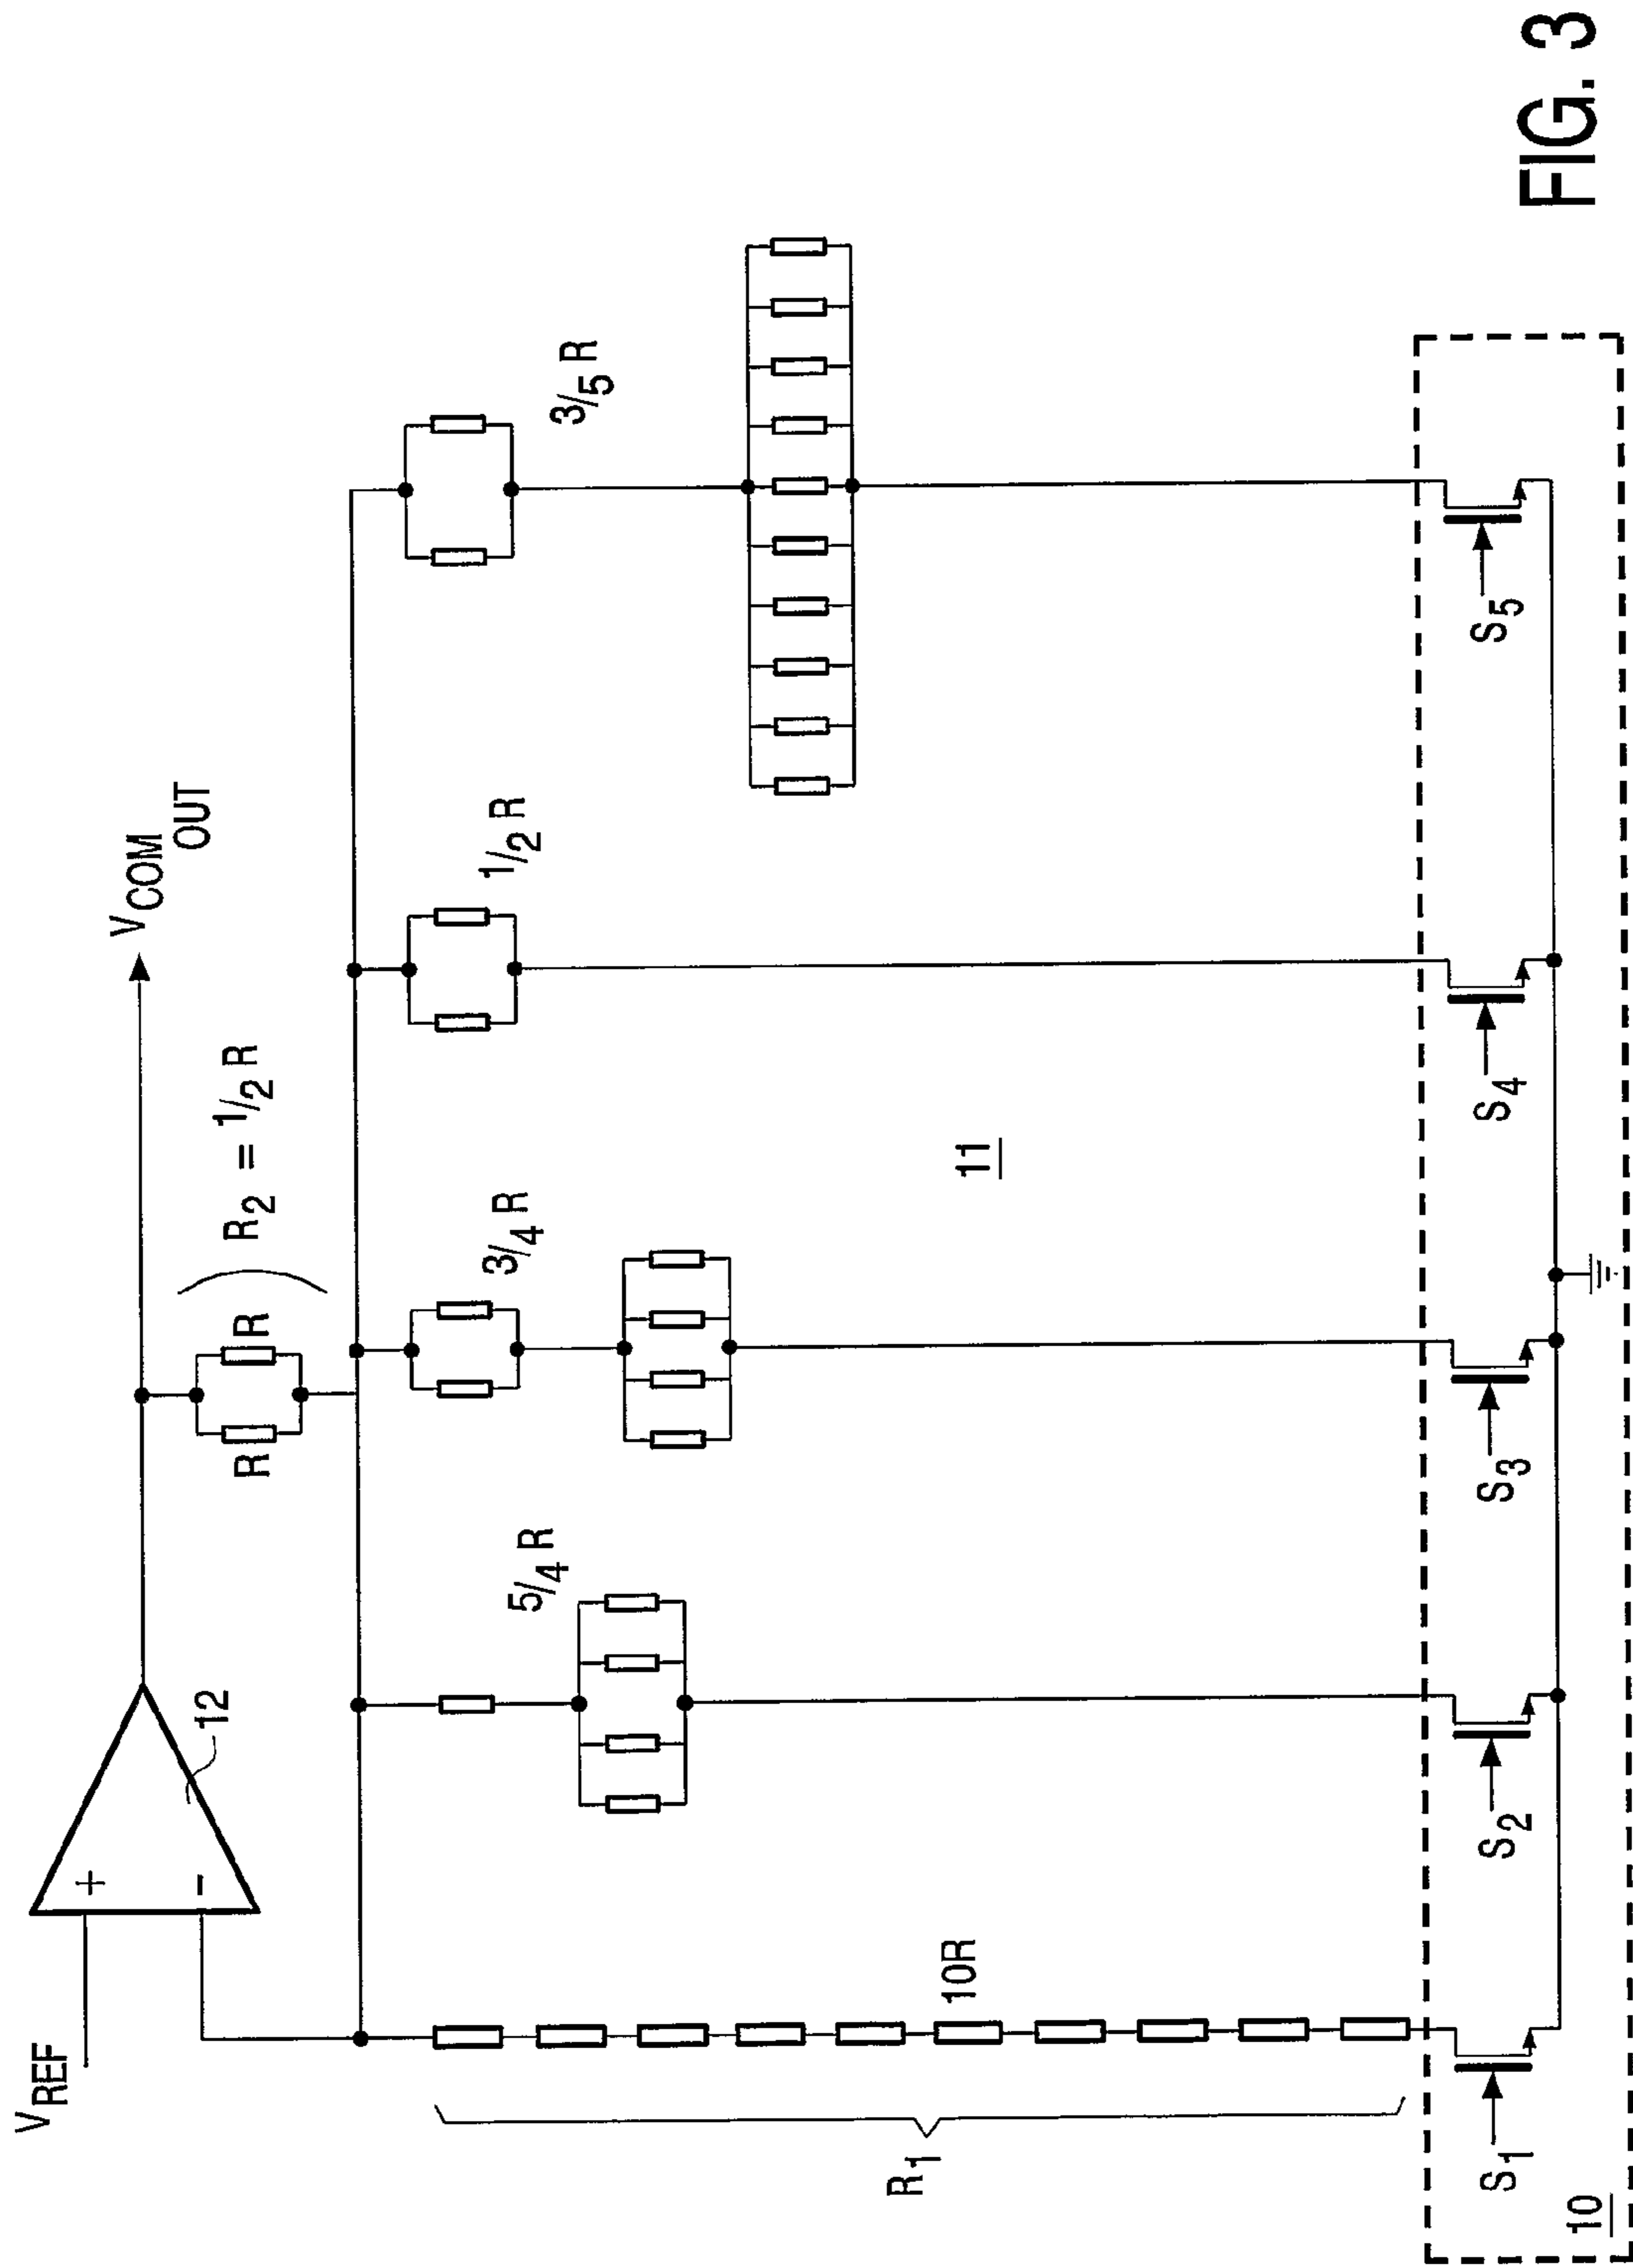 V_REF
+
-
12
V_COM OUT
R
R
R_2 = 1/2 R
5/4 R
3/4 R
1/2 R
3/5 R
R_1
10R
11
S_1
S_2
S_3
S_4
S_5
10
FIG. 3